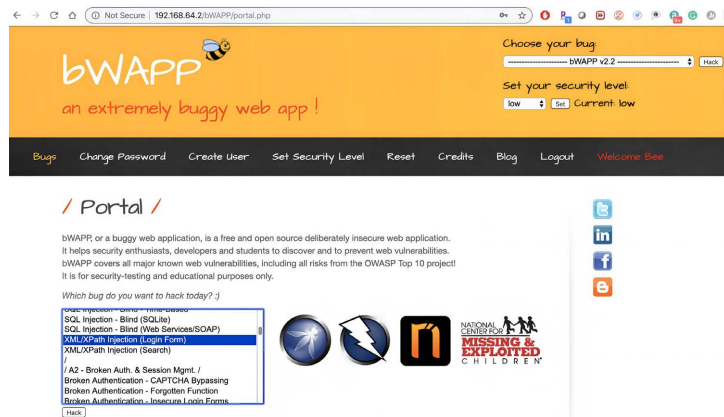 Not Secure | 192.168.64.2/bWAPP/portal.php
bWAPP
an extremely buggy web app !
Choose your bug:
---------------------- bWAPP v2.2 ---------------------- Hack
Set your security level:
low Set Current: low
Bugs Change Password Create User Set Security Level Reset Credits Blog Logout Welcome Bee
/ Portal /
bWAPP, or a buggy web application, is a free and open source deliberately insecure web application.
It helps security enthusiasts, developers and students to discover and to prevent web vulnerabilities.
bWAPP covers all major known web vulnerabilities, including all risks from the OWASP Top 10 project!
It is for security-testing and educational purposes only.
Which bug do you want to hack today? :)
SQL Injection - Blind - Time-Based
SQL Injection - Blind (SQLite)
SQL Injection - Blind (Web Services/SOAP)
XML/XPath Injection (Login Form)
XML/XPath Injection (Search)
/
/ A2 - Broken Auth. & Session Mgmt. /
Broken Authentication - CAPTCHA Bypassing
Broken Authentication - Forgotten Function
Broken Authentication - Insecure Login Forms
Hack
NATIONAL
CENTER FOR
MISSING &
EXPLOITED
CHILDREN
in
f